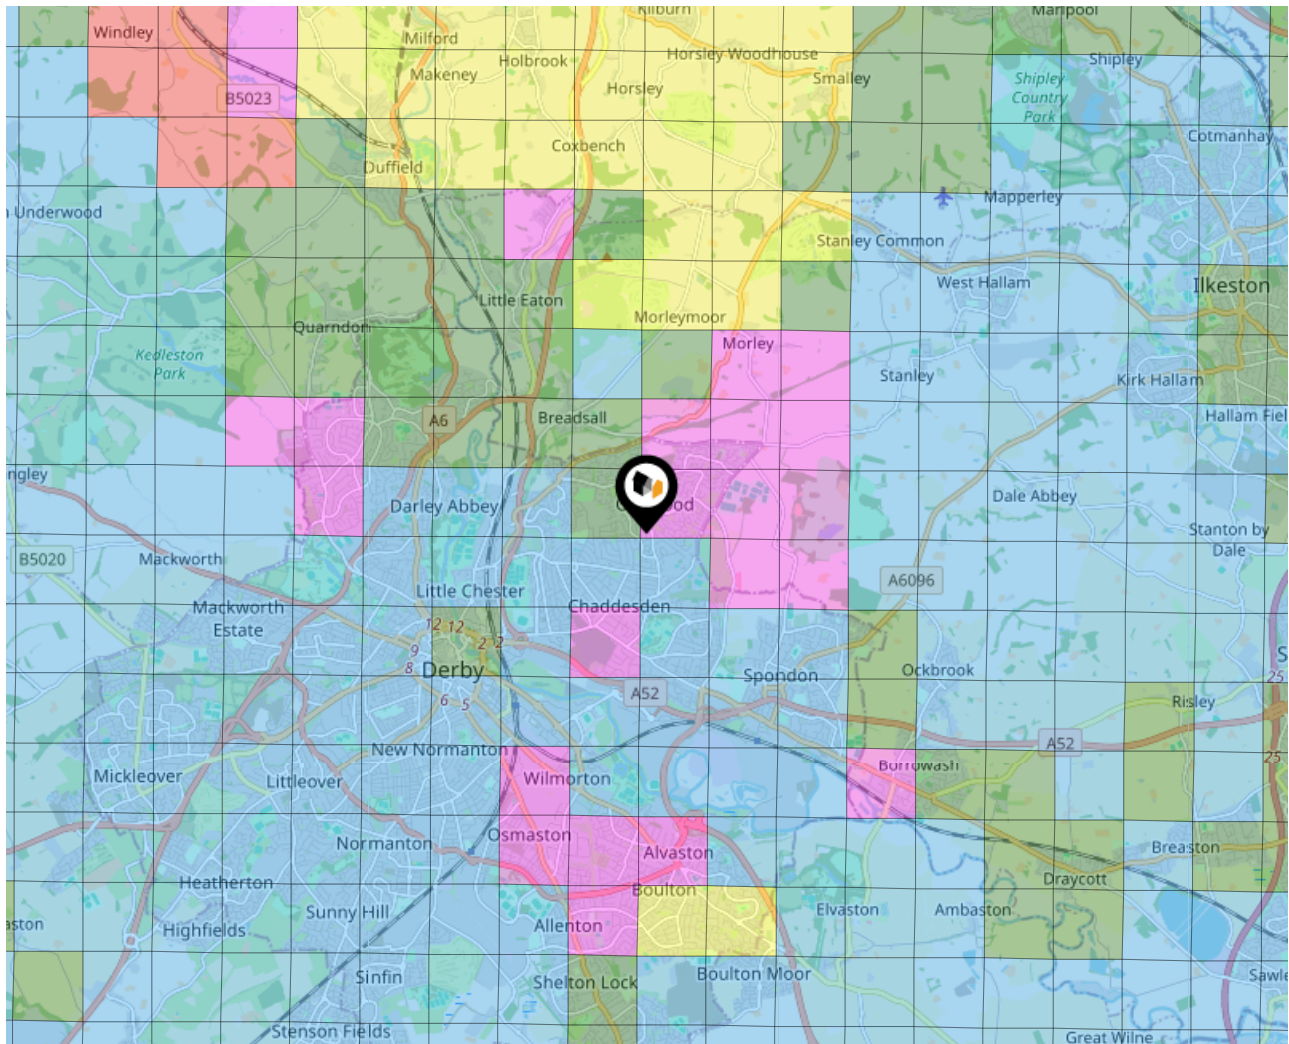 Kilburn
Marlpool
Windley
Milford
Holbrook
Horsley Woodhouse
Shipley
Makeney
Smalley
Shipley
Country
Park
B5023
Horsley
Cotmanhay
Coxbench
Duffield
Underwood
Mapperley
Stanley Common
West Hallam
Ilkeston
Little Eaton
Morleymoor
Quarndon
Morley
Kedleston
Park
Stanley
Kirk Hallam
A6
Breadsall
Hallam Fiel
ngley
Dale Abbey
Darley Abbey
Stanton by
Dale
B5020
Mackworth
A6096
Little Chester
Mackworth
Estate
Chaddesden
12 12
2 2
9
8
Derby
Ockbrook
Spondon
25
A52
6 5
Risley
New Normanton
A52
25
Borrowash
Mickleover
Littleover
Wilmorton
Osmaston
Normanton
Alvaston
Breaston
Heatherton
Boulton
Draycott
Sunny Hill
Elvaston
Ambaston
aston
Highfields
Allenton
Sinfin
Shelton Lock
Boulton Moor
Sawle
Stenson Fields
Great Wilne